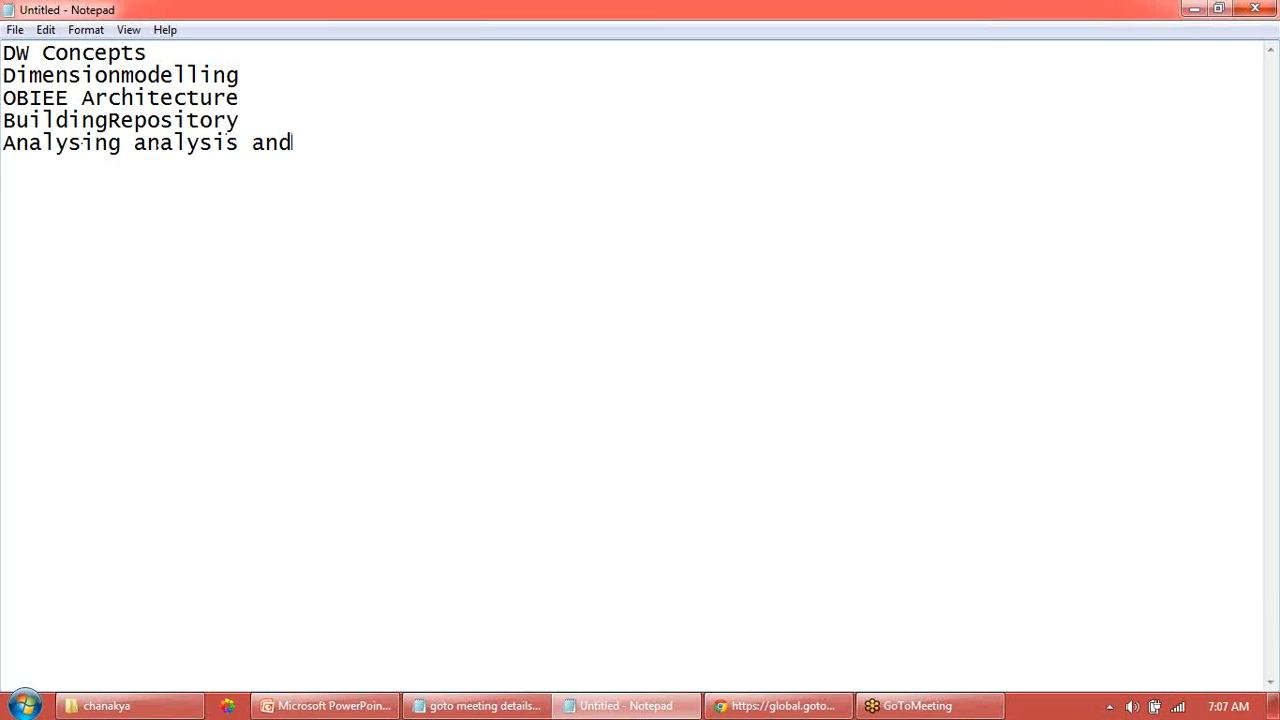 Untitled - Notepad
File Edit Format View Help
DW Concepts
Dimensionmodelling
OBIEE Architecture
BuildingRepository
Analysing analysis and
chanakya
Microsoft PowerPoin...
goto meeting details...
Untitled - Notepad
https://global.goto...
GoToMeeting
7:07 AM